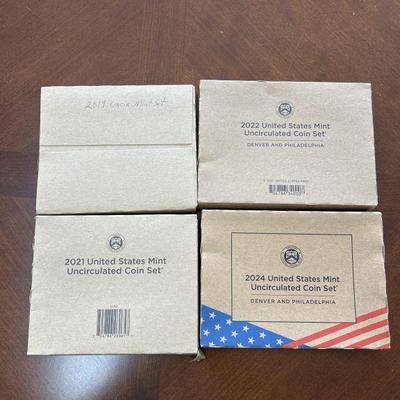 2019 Uncir. Mint Set
2022 United States Mint
Uncirculated Coin Set®
DENVER AND PHILADELPHIA
2021 United States Mint
Uncirculated Coin Set®
2024 United States Mint
Uncirculated Coin Set®
DENVER AND PHILADELPHIA